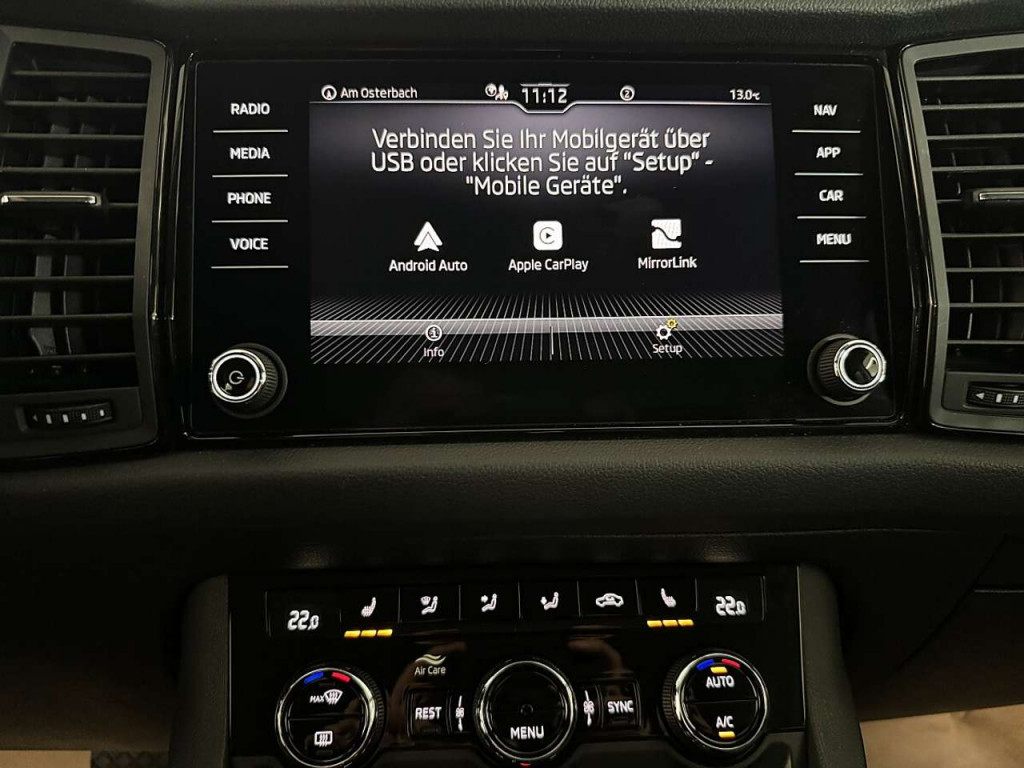 Am Osterbach 11:12 2 13.0°C
RADIO
MEDIA
PHONE
VOICE
Verbinden Sie Ihr Mobilgerät über
USB oder klicken Sie auf "Setup" -
"Mobile Geräte".
Android Auto Apple CarPlay MirrorLink
Info Setup
NAV
APP
CAR
MENU
22.0 22.0
Air Care
MAX REST MENU SYNC AUTO
A/C